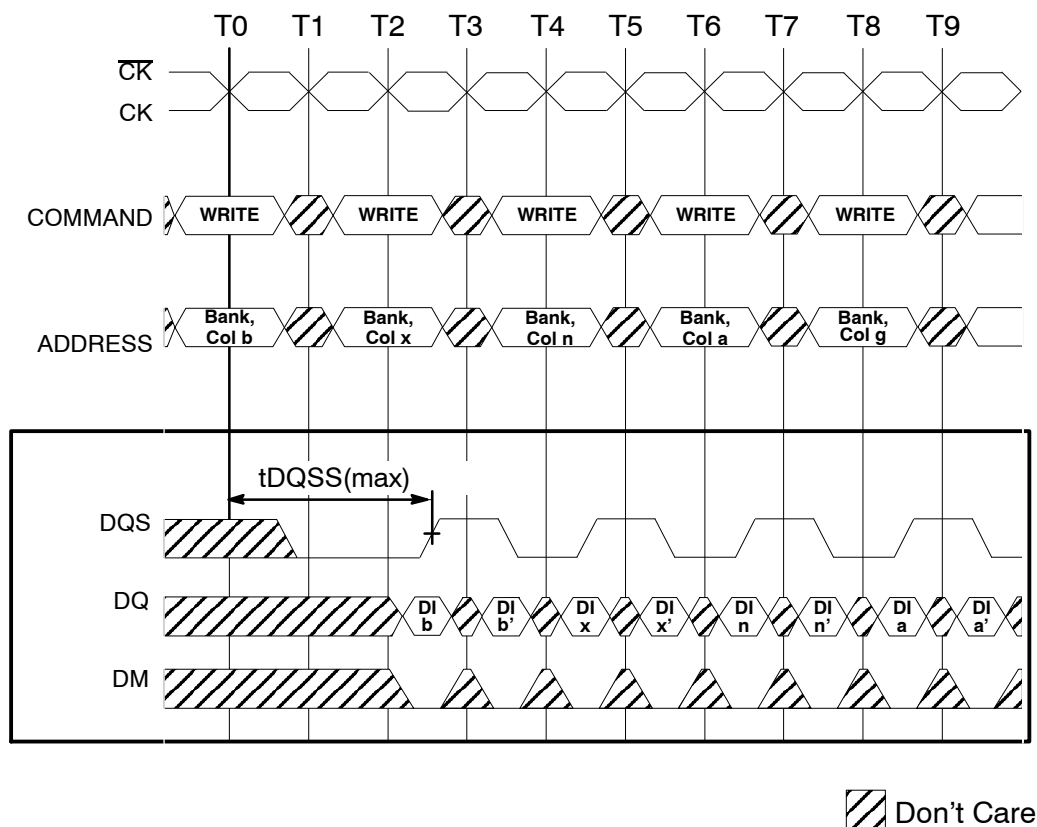 T0 T1 T2 T3 T4 T5 T6 T7 T8 T9
CK
CK
COMMAND WRITE WRITE WRITE WRITE WRITE
ADDRESS Bank, Col b Bank, Col x Bank, Col n Bank, Col a Bank, Col g
tDQSS(max)
DQS
DQ DI b DI b' DI x DI x' DI n DI n' DI a DI a'
DM
Don't Care